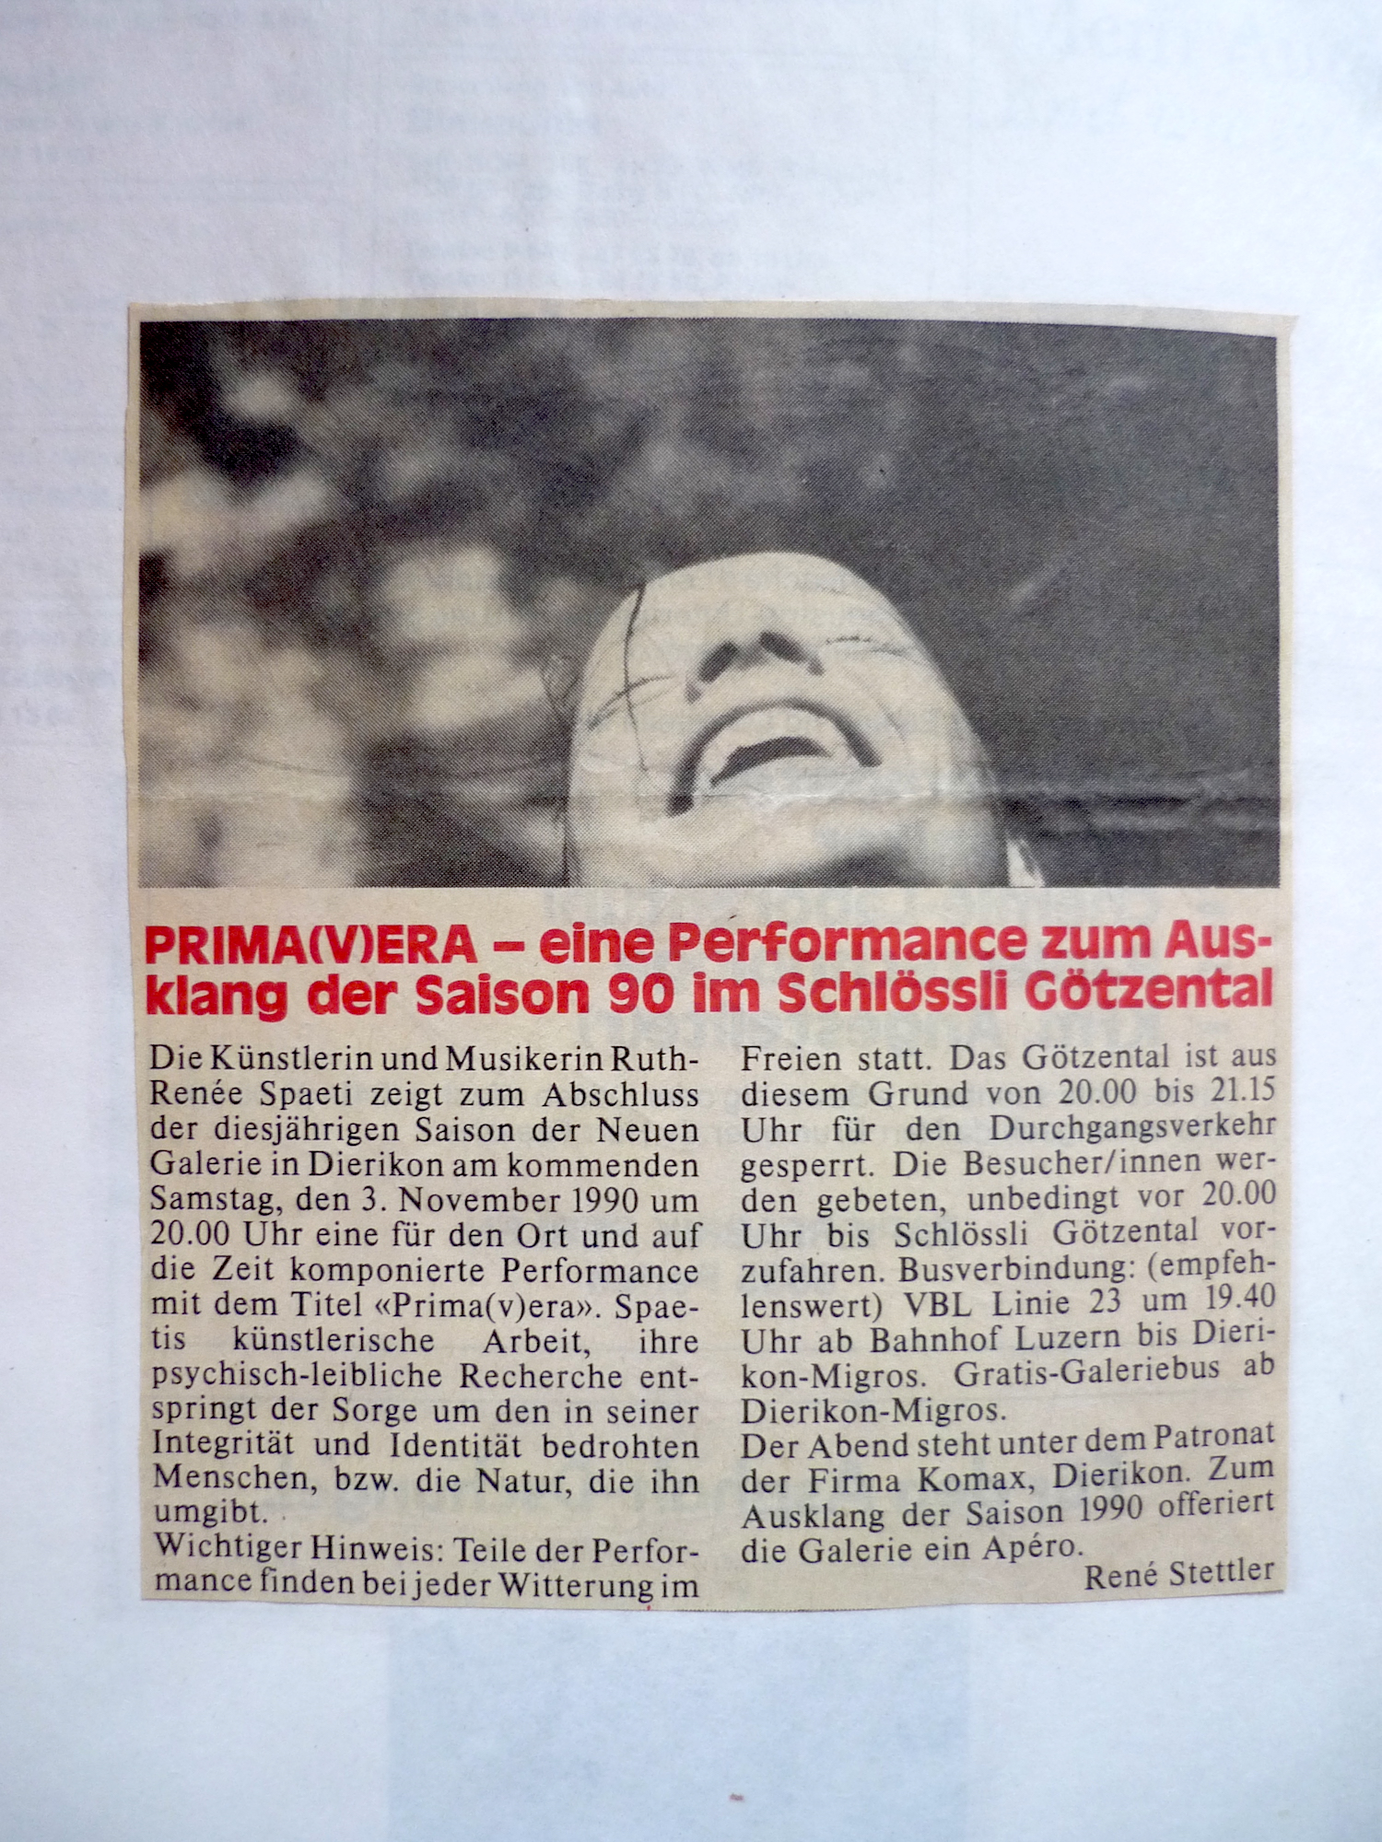 PRIMA(V)ERA – eine Performance zum Aus-
klang der Saison 90 im Schlössli Götzental
Die Künstlerin und Musikerin Ruth-
Renée Spaeti zeigt zum Abschluss
der diesjährigen Saison der Neuen
Galerie in Dierikon am kommenden
Samstag, den 3. November 1990 um
20.00 Uhr eine für den Ort und auf
die Zeit komponierte Performance
mit dem Titel «Prima(v)era». Spae-
tis künstlerische Arbeit, ihre
psychisch-leibliche Recherche ent-
springt der Sorge um den in seiner
Integrität und Identität bedrohten
Menschen, bzw. die Natur, die ihn
umgibt.
Wichtiger Hinweis: Teile der Perfor-
mance finden bei jeder Witterung im
Freien statt. Das Götzental ist aus
diesem Grund von 20.00 bis 21.15
Uhr für den Durchgangsverkehr
gesperrt. Die Besucher/innen wer-
den gebeten, unbedingt vor 20.00
Uhr bis Schlössli Götzental vor-
zufahren. Busverbindung: (empfeh-
lenswert) VBL Linie 23 um 19.40
Uhr ab Bahnhof Luzern bis Dieri-
kon-Migros. Gratis-Galeriebus ab
Dierikon-Migros.
Der Abend steht unter dem Patronat
der Firma Komax, Dierikon. Zum
Ausklang der Saison 1990 offeriert
die Galerie ein Apéro.
René Stettler